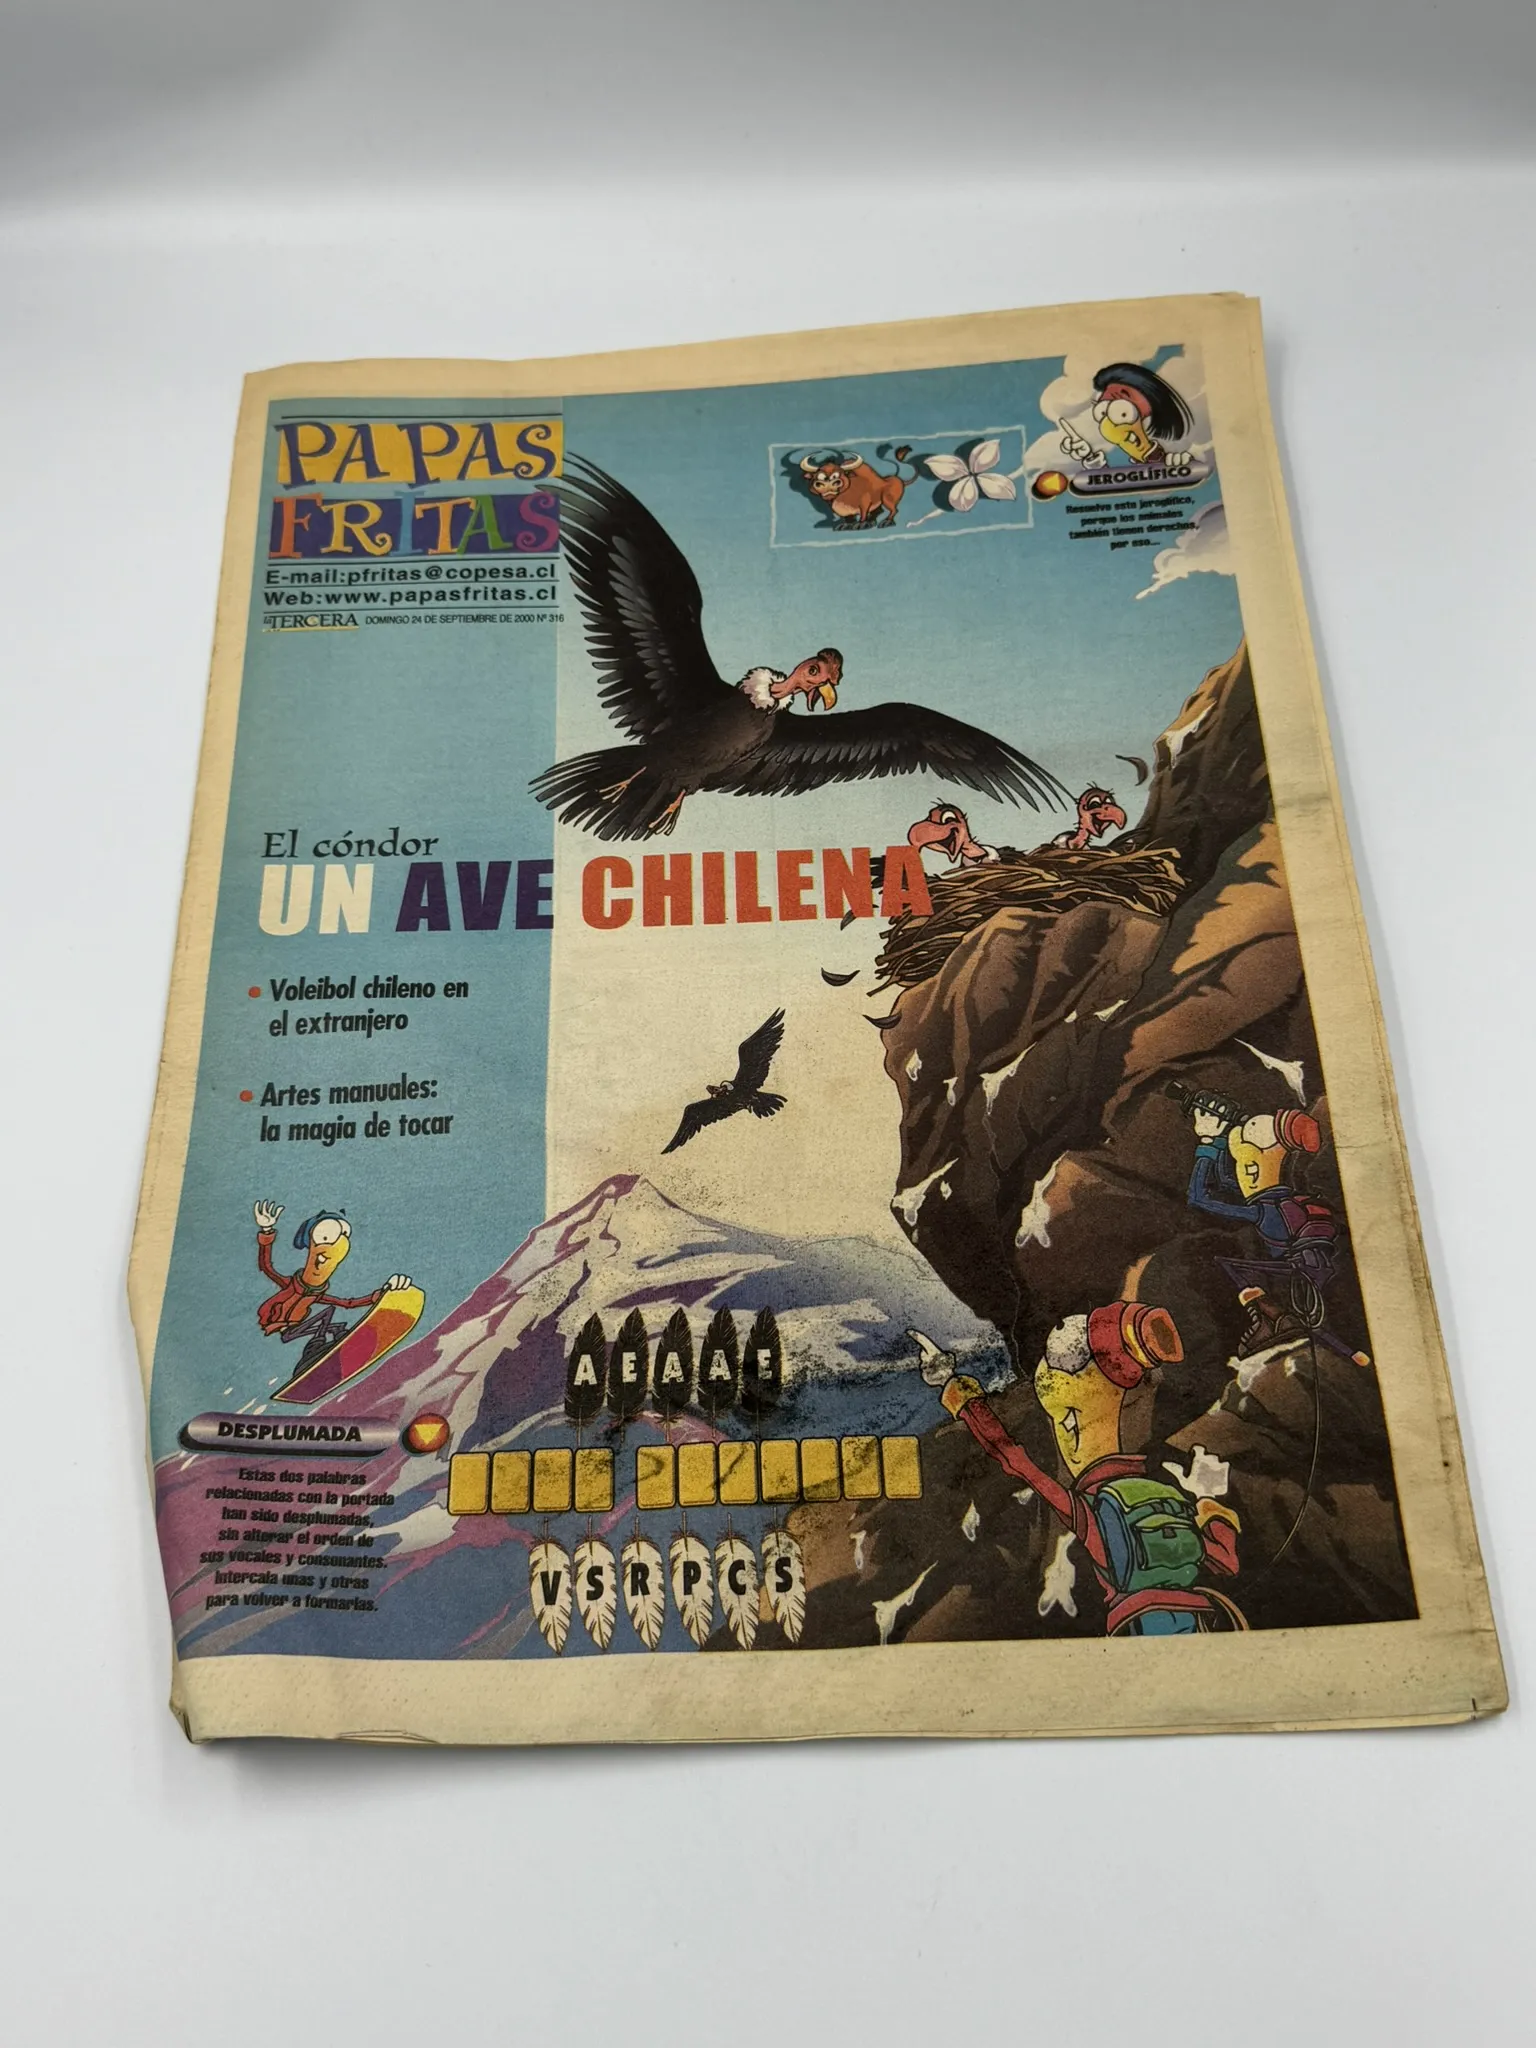 PAPAS
FRITAS
E-mail:pfritas@copesa.cl
Web:www.papasfritas.cl
LA TERCERA DOMINGO 24 DE SEPTIEMBRE DE 2000 Nº 316
JEROGLÍFICO
Resuelve este jeroglífico,
porque los animales
también tienen derechos,
por eso...
El cóndor
UN AVE CHILENA
• Voleibol chileno en
el extranjero
• Artes manuales:
la magia de tocar
DESPLUMADA
Estas dos palabras
relacionadas con la portada
han sido desplumadas,
sin alterar el orden de
sus vocales y consonantes.
Intercala unas y otras
para volver a formarlas.
A E A A E
V S R P C S